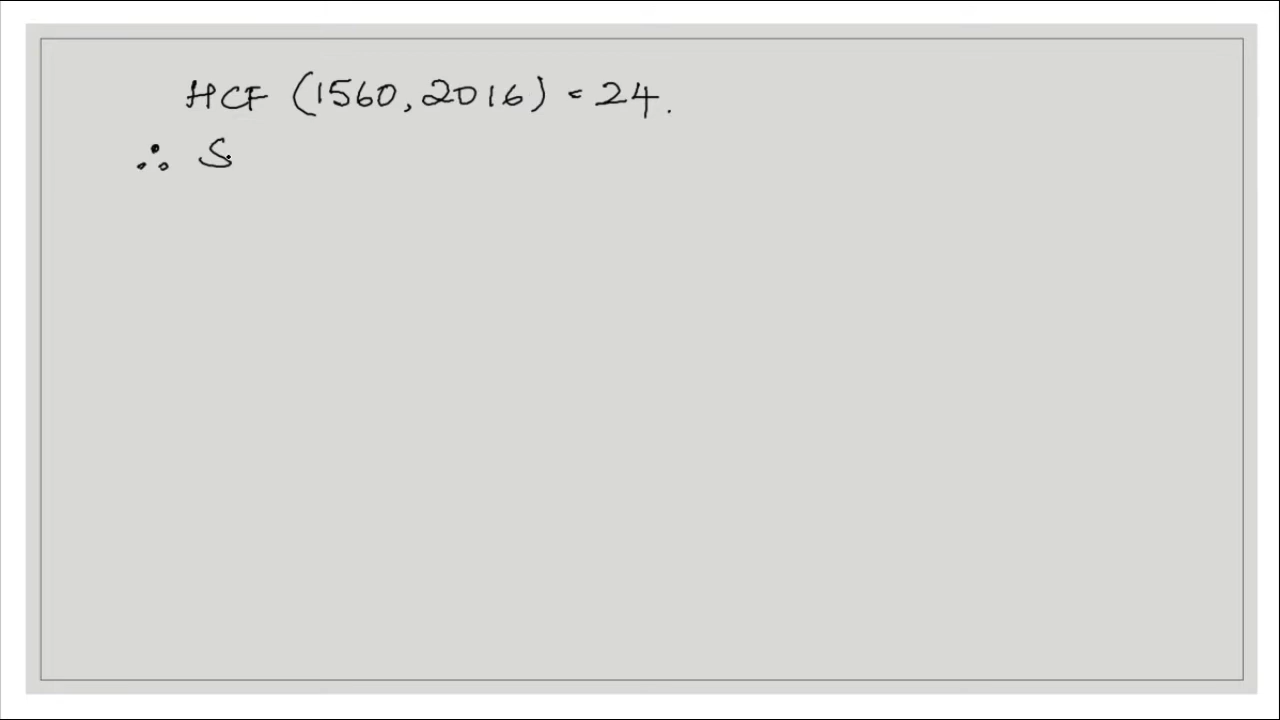 HCF (1560, 2016) = 24.
∴ S